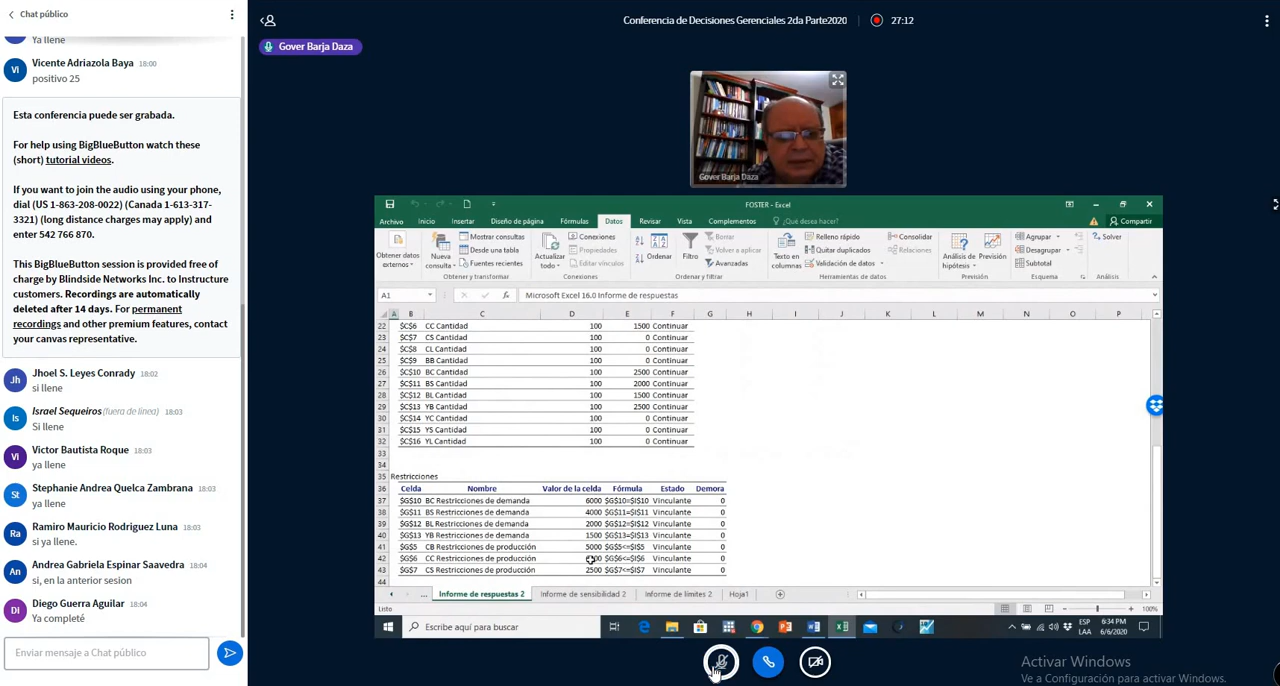 Chat público
Ya llene
VI Vicente Adriazola Baya 18:00
positivo 25
Esta conferencia puede ser grabada.
For help using BigBlueButton watch these
(short) tutorial videos.
If you want to join the audio using your phone,
dial (US 1-863-208-0022) (Canada 1-613-317-
3321) (long distance charges may apply) and
enter 542 766 870.
This BigBlueButton session is provided free of
charge by Blindside Networks Inc. to Instructure
customers. Recordings are automatically
deleted after 14 days. For permanent
recordings and other premium features, contact
your canvas representative.
Jh Jhoel S. Leyes Conrady 18:02
si llene
Is Israel Sequeiros (fuera de línea) 18:03
Si llene
VI Victor Bautista Roque 18:03
ya llene
St Stephanie Andrea Quelca Zambrana 18:03
ya llene
Ra Ramiro Mauricio Rodriguez Luna 18:03
si ya llene.
An Andrea Gabriela Espinar Saavedra 18:04
si, en la anterior sesion
DI Diego Guerra Aguilar 18:04
Ya completé
Enviar mensaje a Chat público
Conferencia de Decisiones Gerenciales 2da Parte2020 27:12
Gover Barja Daza
Gover Barja Daza
FOSTER - Excel
Archivo Inicio Insertar Diseño de página Fórmulas Datos Revisar Vista Complementos ¿Qué desea hacer? Compartir
Obtener datos externos
Nueva consulta
Mostrar consultas
Desde una tabla
Fuentes recientes
Obtener y transformar
Actualizar todo
Conexiones
Propiedades
Editar vínculos
Conexiones
Ordenar
Filtro
Borrar
Volver a aplicar
Avanzadas
Ordenar y filtrar
Texto en columnas
Relleno rápido
Quitar duplicados
Validación de datos
Consolidar
Relaciones
Herramientas de datos
Análisis de hipótesis
Previsión
Previsión
Agrupar
Desagrupar
Subtotal
Esquema
Solver
Análisis
A1 fx Microsoft Excel 16.0 Informe de respuestas
A B C D E F G H I J K L M N O P
22 $C$6 CC Cantidad 100 1500 Continuar
23 $C$7 CS Cantidad 100 0 Continuar
24 $C$8 CL Cantidad 100 0 Continuar
25 $C$9 BB Cantidad 100 0 Continuar
26 $C$10 BC Cantidad 100 2500 Continuar
27 $C$11 BS Cantidad 100 2000 Continuar
28 $C$12 BL Cantidad 100 1500 Continuar
29 $C$13 YB Cantidad 100 2500 Continuar
30 $C$14 YC Cantidad 100 0 Continuar
31 $C$15 YS Cantidad 100 0 Continuar
32 $C$16 YL Cantidad 100 0 Continuar
33
34
35 Restricciones
36 Celda Nombre Valor de la celda Fórmula Estado Demora
37 $G$10 BC Restricciones de demanda 6000 $G$10=$I$10 Vinculante 0
38 $G$11 BS Restricciones de demanda 4000 $G$11=$I$11 Vinculante 0
39 $G$12 BL Restricciones de demanda 2000 $G$12=$I$12 Vinculante 0
40 $G$13 YB Restricciones de demanda 1500 $G$13=$I$13 Vinculante 0
41 $G$5 CB Restricciones de producción 5000 $G$5<=$I$5 Vinculante 0
42 $G$6 CC Restricciones de producción $G$6<=$I$6 Vinculante 0
43 $G$7 CS Restricciones de producción 2500 $G$7<=$I$7 Vinculante 0
44
... Informe de respuestas 2 Informe de sensibilidad 2 Informe de límites 2 Hoja1
Listo 100%
Escribe aquí para buscar
ESP
LAA
6:34 PM
6/6/2020
Activar Windows
Ve a Configuración para activar Windows.